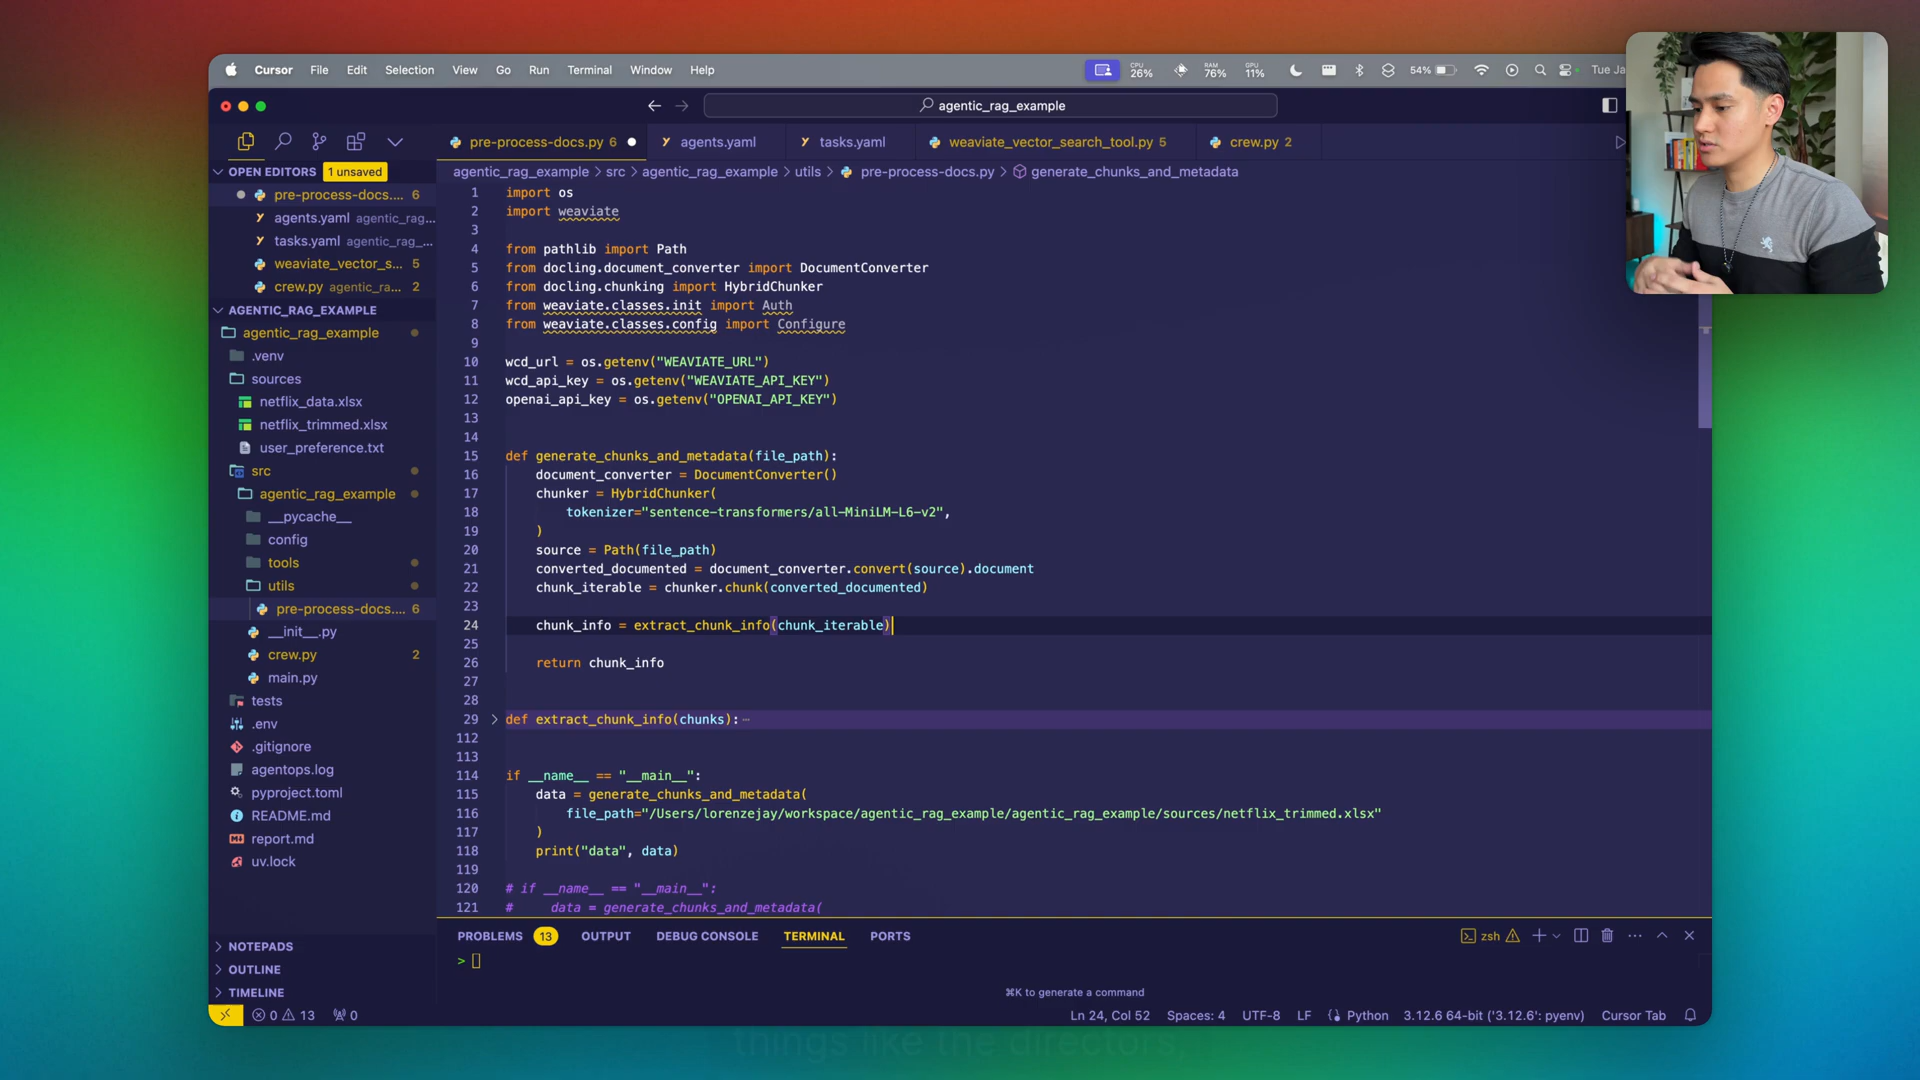 Cursor File Edit Selection View Go Run Terminal Window Help CPU 26% RAM 76% GPU 11% 54% Tue Ja
agentic_rag_example
pre-process-docs.py 6 agents.yaml tasks.yaml weaviate_vector_search_tool.py 5 crew.py 2
OPEN EDITORS 1 unsaved
pre-process-docs.... 6
agents.yaml agentic_rag...
tasks.yaml agentic_rag_...
weaviate_vector_s... 5
crew.py agentic_ra... 2
AGENTIC_RAG_EXAMPLE
agentic_rag_example
.venv
sources
netflix_data.xlsx
netflix_trimmed.xlsx
user_preference.txt
src
agentic_rag_example
__pycache__
config
tools
utils
pre-process-docs.... 6
__init__.py
crew.py 2
main.py
tests
.env
.gitignore
agentops.log
pyproject.toml
README.md
report.md
uv.lock
NOTEPADS
OUTLINE
TIMELINE
agentic_rag_example > src > agentic_rag_example > utils > pre-process-docs.py > generate_chunks_and_metadata
1 import os
2 import weaviate
3
4 from pathlib import Path
5 from docling.document_converter import DocumentConverter
6 from docling.chunking import HybridChunker
7 from weaviate.classes.init import Auth
8 from weaviate.classes.config import Configure
9
10 wcd_url = os.getenv("WEAVIATE_URL")
11 wcd_api_key = os.getenv("WEAVIATE_API_KEY")
12 openai_api_key = os.getenv("OPENAI_API_KEY")
13
14
15 def generate_chunks_and_metadata(file_path):
16 document_converter = DocumentConverter()
17 chunker = HybridChunker(
18 tokenizer="sentence-transformers/all-MiniLM-L6-v2",
19 )
20 source = Path(file_path)
21 converted_documented = document_converter.convert(source).document
22 chunk_iterable = chunker.chunk(converted_documented)
23
24 chunk_info = extract_chunk_info(chunk_iterable)
25
26 return chunk_info
27
28
29 def extract_chunk_info(chunks): ...
112
113
114 if __name__ == "__main__":
115 data = generate_chunks_and_metadata(
116 file_path="/Users/lorenzejay/workspace/agentic_rag_example/agentic_rag_example/sources/netflix_trimmed.xlsx"
117 )
118 print("data", data)
119
120 # if __name__ == "__main__":
121 # data = generate_chunks_and_metadata(
PROBLEMS 13 OUTPUT DEBUG CONSOLE TERMINAL PORTS zsh
>
⌘K to generate a command
0 13 0 Ln 24, Col 52 Spaces: 4 UTF-8 LF Python 3.12.6 64-bit ('3.12.6': pyenv) Cursor Tab
things like the directors,